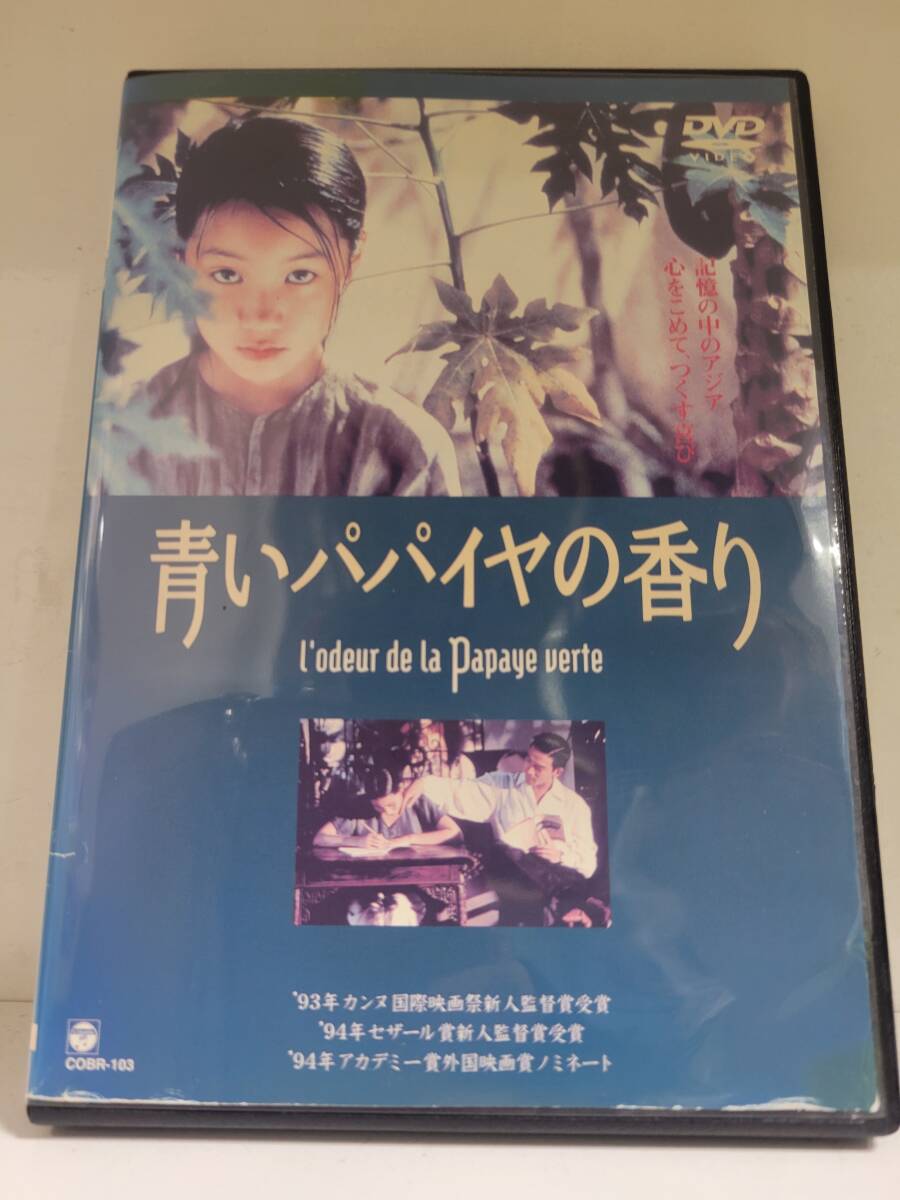 DVD
VIDEO
記憶の中のアジア
心をこめて、つくす喜び
青いパパイヤの香り
l'odeur de la Papaye verte
'93年カンヌ国際映画祭新人監督賞受賞
'94年セザール賞新人監督賞受賞
'94年アカデミー賞外国映画賞ノミネート
COBR-103